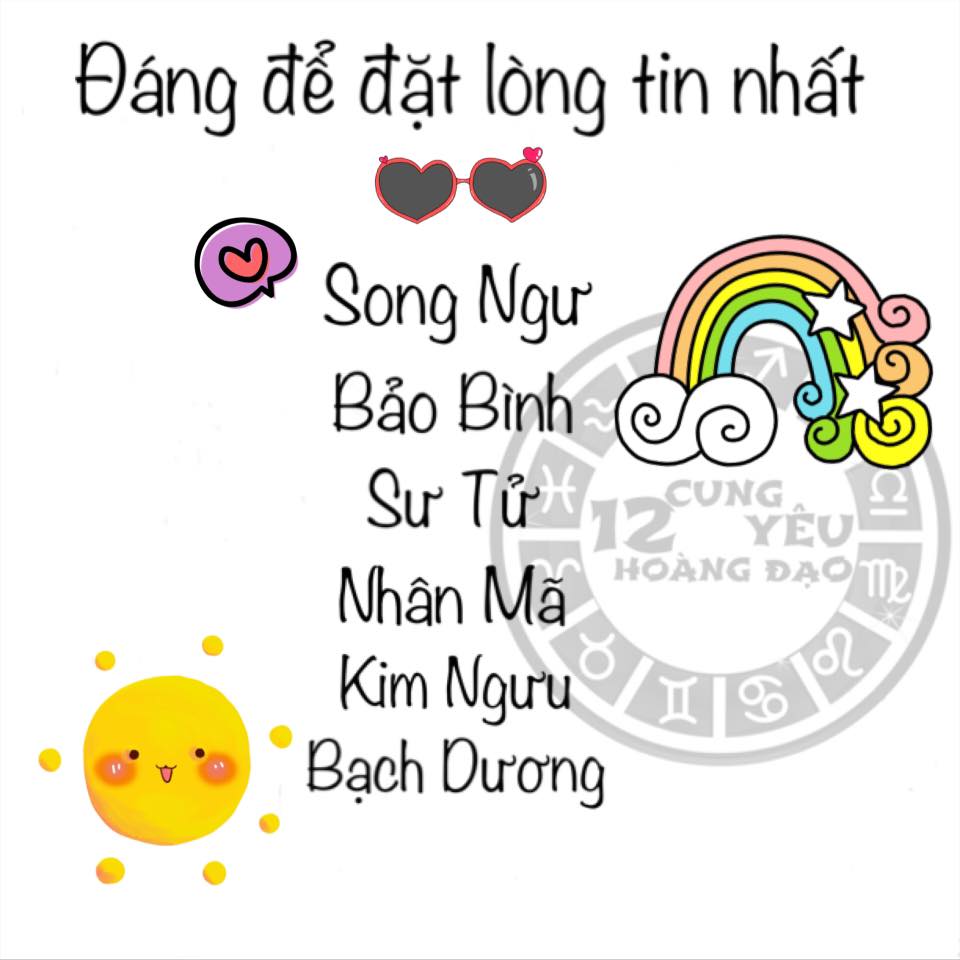 Đáng để đặt lòng tin nhất
Song Ngư
Bảo Bình
Sư Tử
Nhân Mã
Kim Ngưu
Bạch Dương
12 CUNG
YÊU
HOÀNG ĐẠO